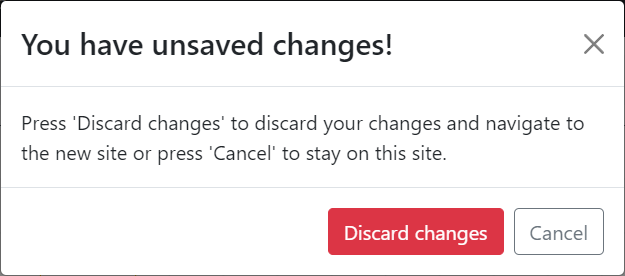 You have unsaved changes!
Press 'Discard changes' to discard your changes and navigate to
the new site or press 'Cancel' to stay on this site.
Discard changes
Cancel